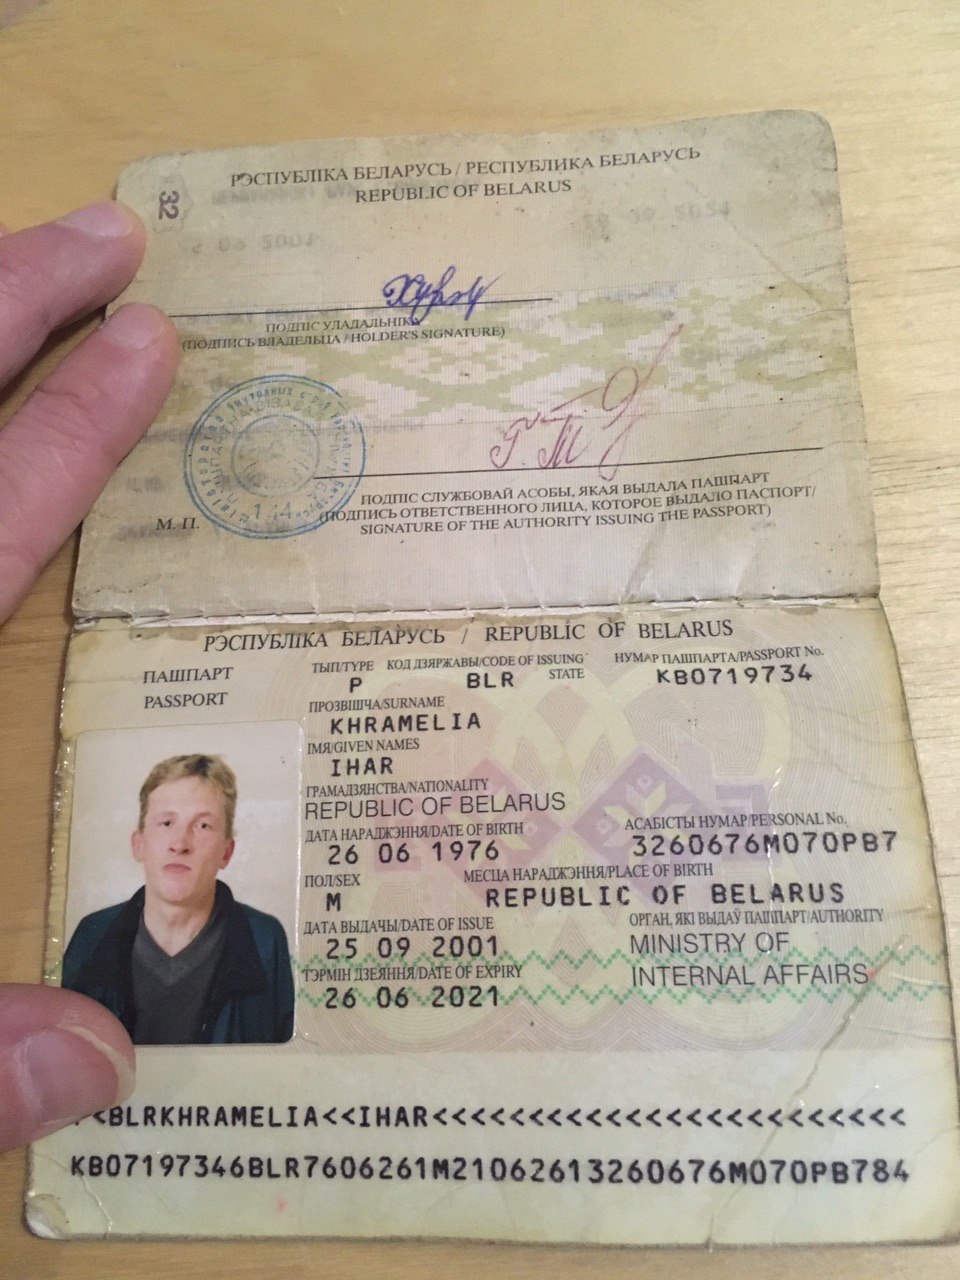 32
РЭСПУБЛІКА БЕЛАРУСЬ / РЕСПУБЛИКА БЕЛАРУСЬ
REPUBLIC OF BELARUS
ПОДПІС УЛАДАЛЬНІКА
(ПОДПИСЬ ВЛАДЕЛЬЦА / HOLDER'S SIGNATURE)
М. П.
ПОДПІС СЛУЖБОВАЙ АСОБЫ, ЯКАЯ ВЫДАЛА ПАШПАРТ
(ПОДПИСЬ ОТВЕТСТВЕННОГО ЛИЦА, КОТОРОЕ ВЫДАЛО ПАСПОРТ/
SIGNATURE OF THE AUTHORITY ISSUING THE PASSPORT)
РЭСПУБЛІКА БЕЛАРУСЬ / REPUBLIC OF BELARUS
ПАШПАРТ
PASSPORT
ТЫП/TYPE КОД ДЗЯРЖАВЫ/CODE OF ISSUING STATE НУМАР ПАШПАРТА/PASSPORT No.
P BLR KB0719734
ПРОЗВІШЧА/SURNAME
KHRAMELIA
ІМЯ/GIVEN NAMES
IHAR
ГРАМАДЗЯНСТВА/NATIONALITY
REPUBLIC OF BELARUS
ДАТА НАРАДЖЭННЯ/DATE OF BIRTH АСАБІСТЫ НУМАР/PERSONAL No.
26 06 1976 3260676M070PB7
ПОЛ/SEX МЕСЦА НАРАДЖЭННЯ/PLACE OF BIRTH
M REPUBLIC OF BELARUS
ДАТА ВЫДАЧЫ/DATE OF ISSUE ОРГАН, ЯКІ ВЫДАЎ ПАШПАРТ/AUTHORITY
25 09 2001 MINISTRY OF
ТЭРМІН ДЗЕЯННЯ/DATE OF EXPIRY INTERNAL AFFAIRS
26 06 2021
<BLRKHRAMELIA<<IHAR<<<<<<<<<<<<<<<<<<<<<<<<
KB07197346BLR7606261M21062613260676M070PB784